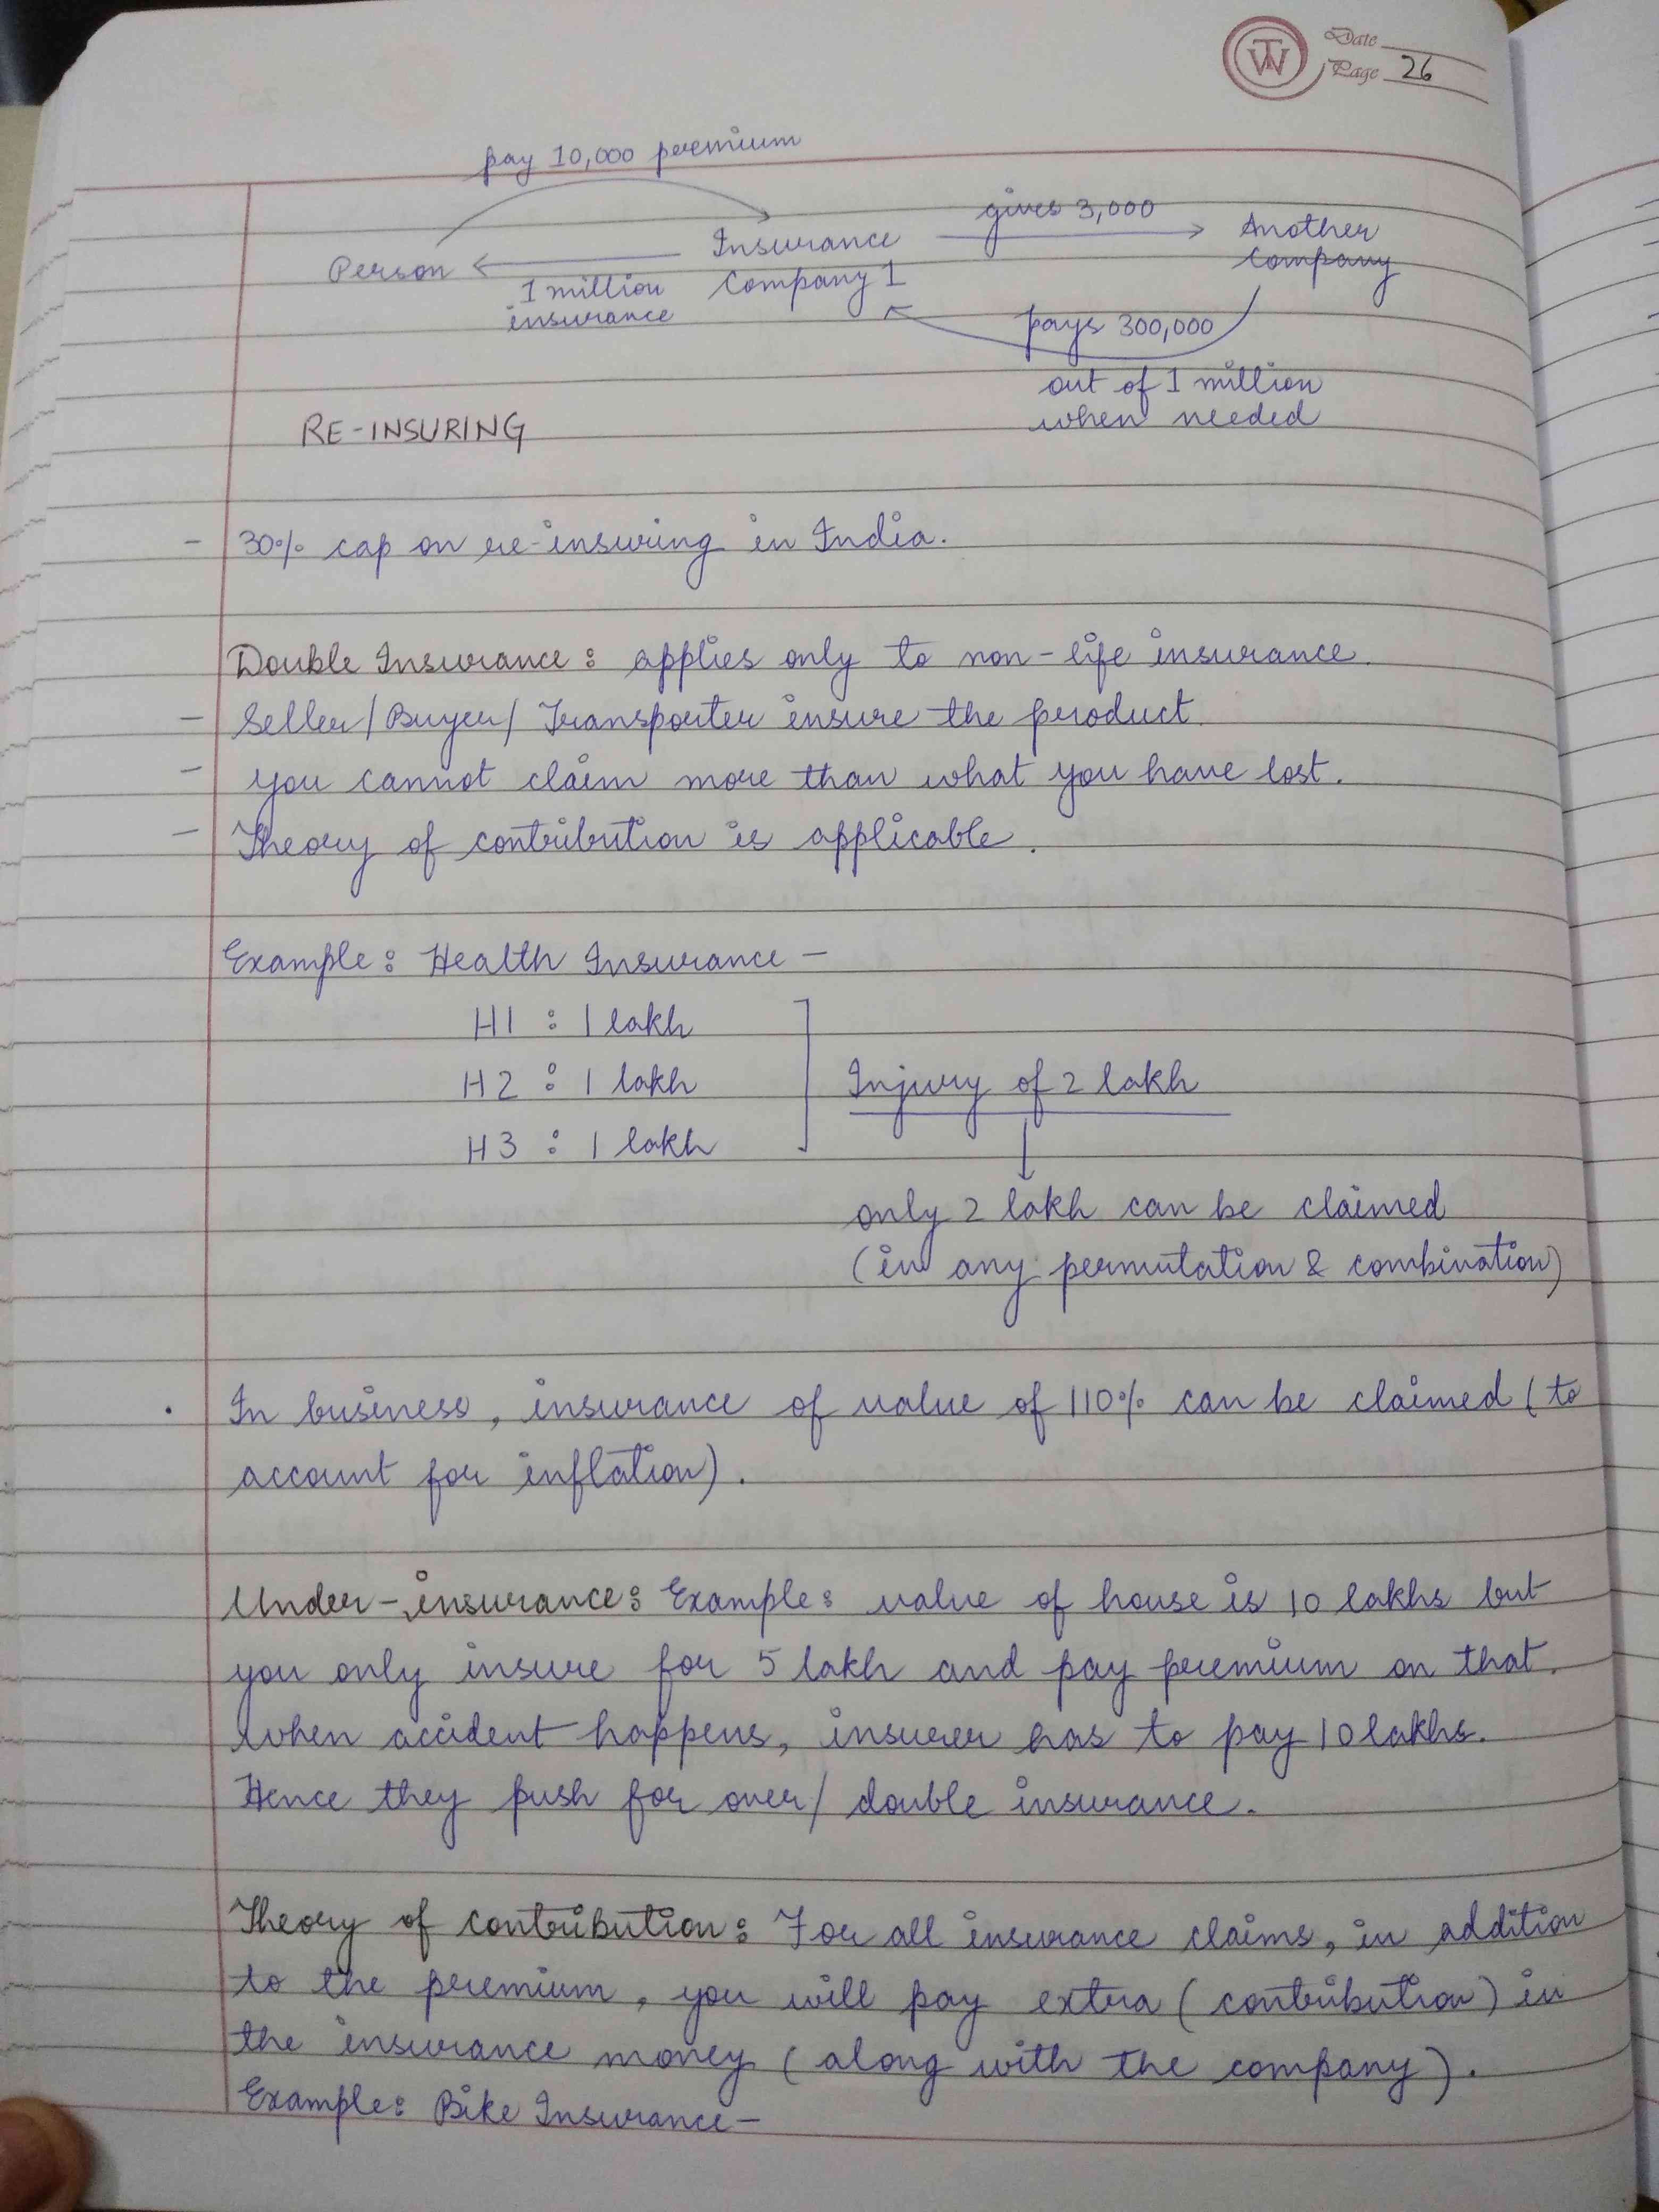 TW
Date
Page 26
pay 10,000 premium
Person
1 million
insurance
Insurance
Company 1
gives 3,000
Another
Company
pays 300,000
out of 1 million
when needed
RE-INSURING
- 30% cap on re-insuring in India.
Double Insurance: applies only to non-life insurance.
- Seller/Buyer/Transporter insure the product.
- you cannot claim more than what you have lost.
- Theory of contribution is applicable.
Example: Health Insurance -
H1 : 1 lakh
H2 : 1 lakh
H3 : 1 lakh
Injury of 2 lakh
only 2 lakh can be claimed
(in any permutation & combination)
• In business, insurance of value of 110% can be claimed (to
account for inflation).
Under-insurance: Example: value of house is 10 lakhs but
you only insure for 5 lakh and pay premium on that.
When accident happens, insurer has to pay 10 lakhs.
Hence they push for over/double insurance.
Theory of contribution: For all insurance claims, in addition
to the premium, you will pay extra (contribution) in
the insurance money (along with the company).
Example: Bike Insurance -